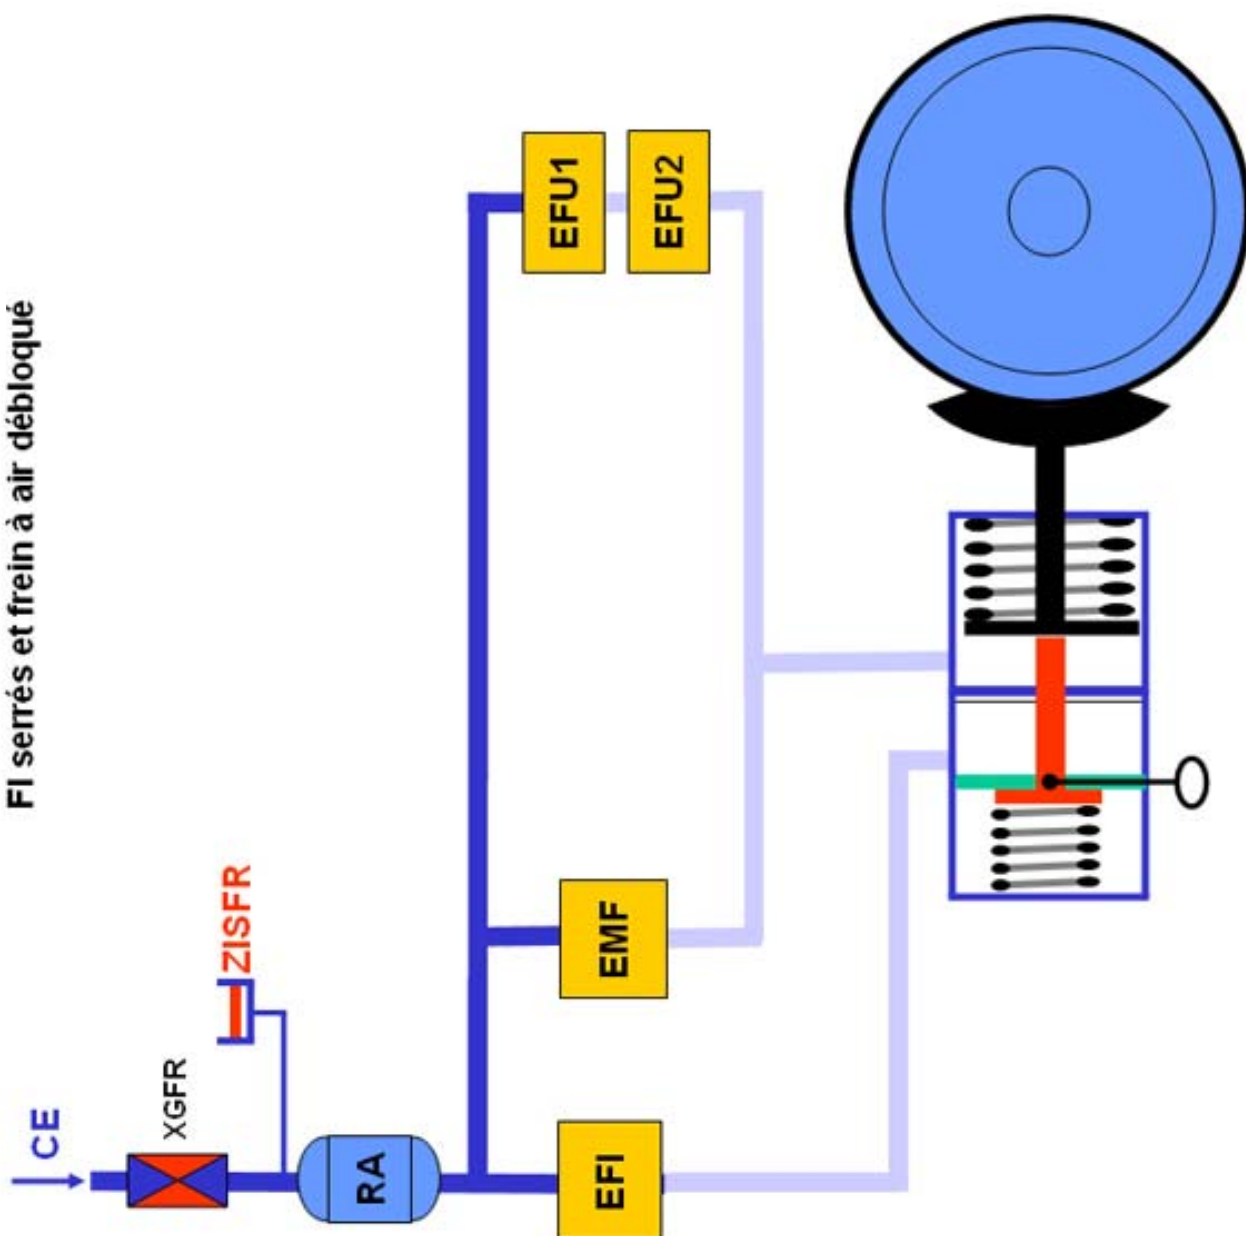 FI serrés et frein à air débloqué
CE
XGFR
ZISFR
RA
EFI
EMF
EFU1
EFU2